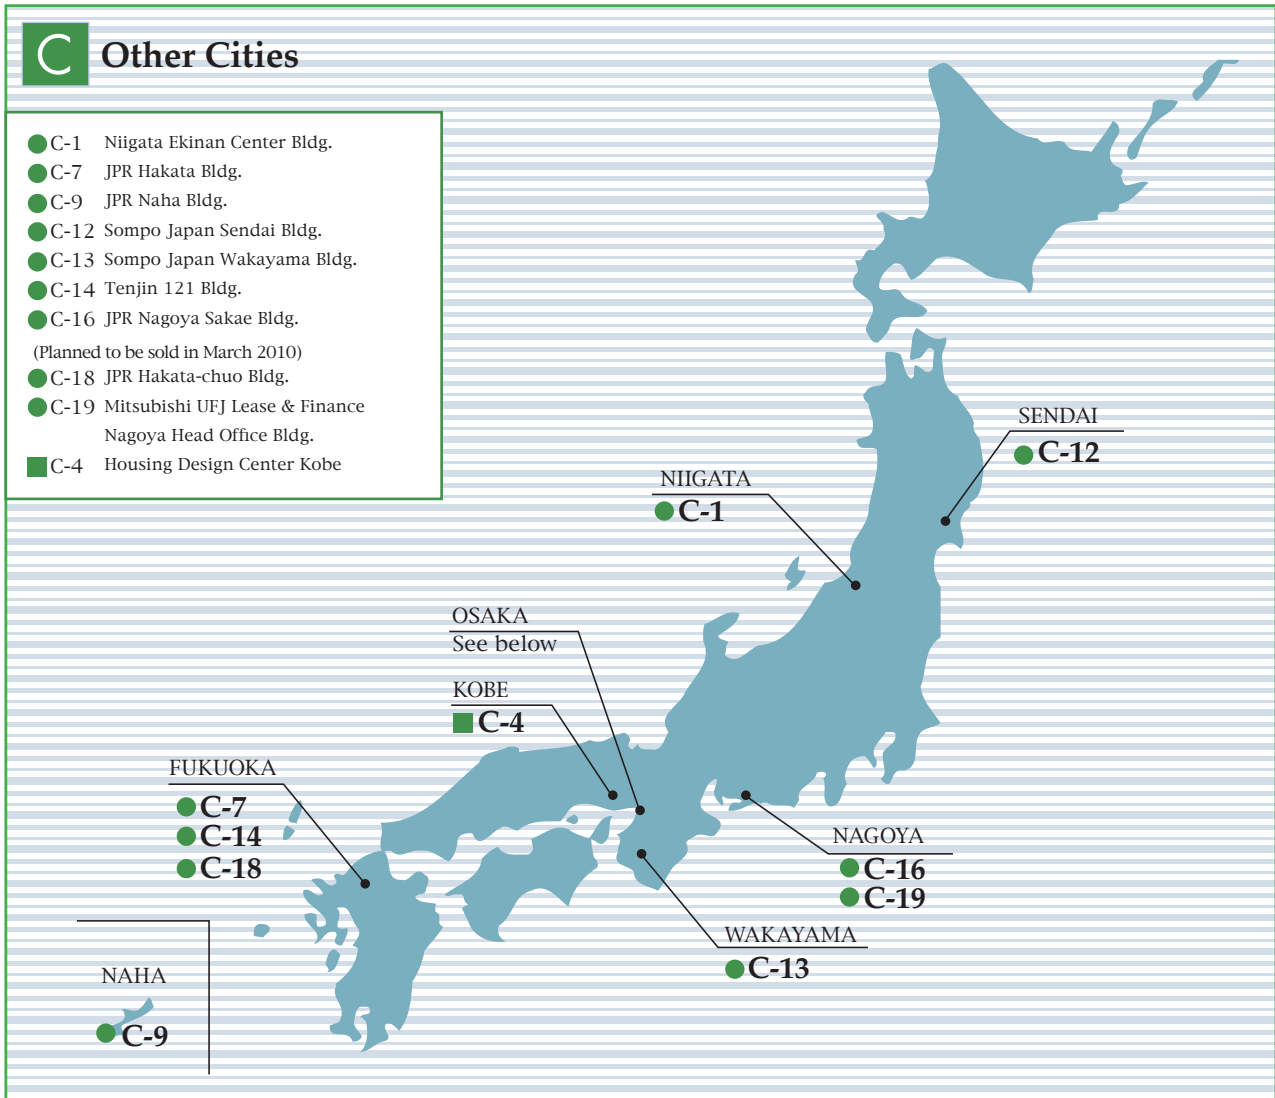 C Other Cities
C-1 Niigata Ekinan Center Bldg.
C-7 JPR Hakata Bldg.
C-9 JPR Naha Bldg.
C-12 Sompo Japan Sendai Bldg.
C-13 Sompo Japan Wakayama Bldg.
C-14 Tenjin 121 Bldg.
C-16 JPR Nagoya Sakae Bldg.
(Planned to be sold in March 2010)
C-18 JPR Hakata-chuo Bldg.
C-19 Mitsubishi UFJ Lease & Finance
Nagoya Head Office Bldg.
C-4 Housing Design Center Kobe
SENDAI
C-12
NIIGATA
C-1
OSAKA
See below
KOBE
C-4
FUKUOKA
C-7
C-14
C-18
NAGOYA
C-16
C-19
WAKAYAMA
C-13
NAHA
C-9